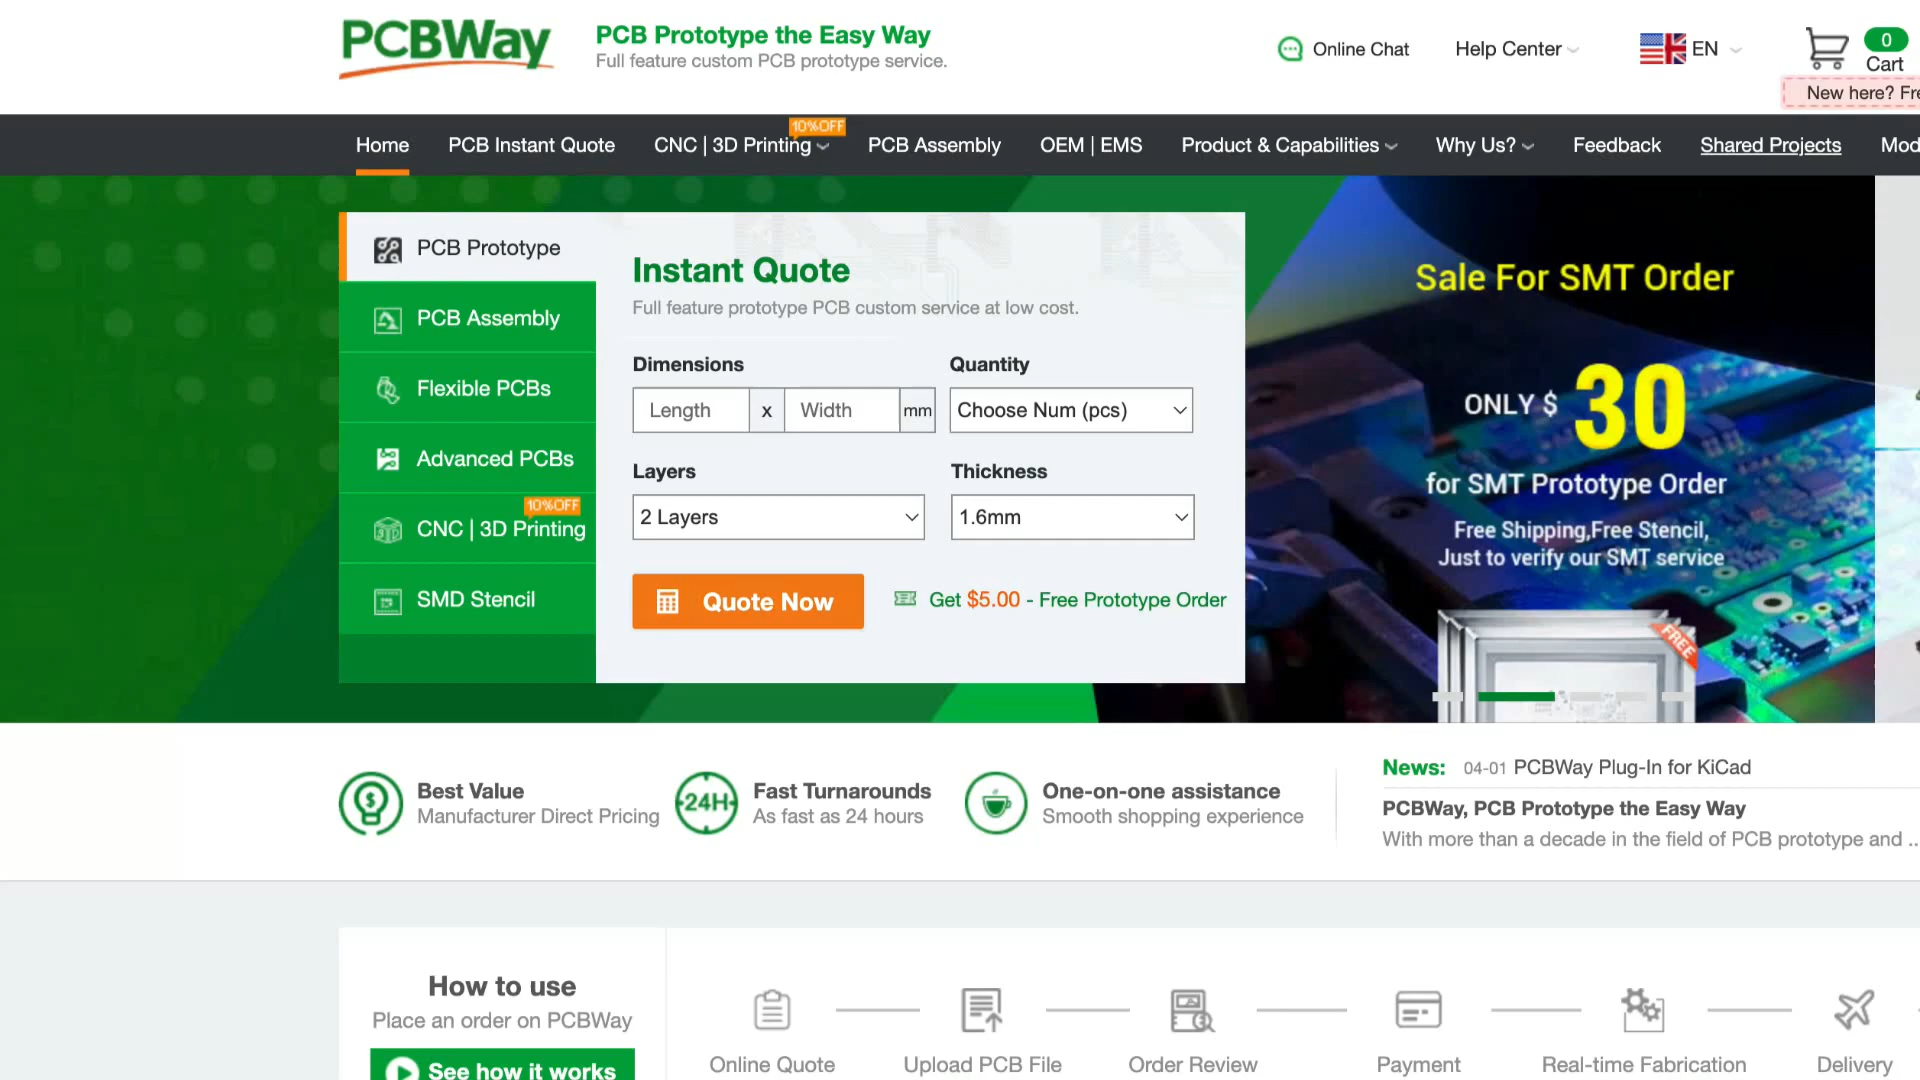 PCBWay
PCB Prototype the Easy Way
Full feature custom PCB prototype service.
Online Chat
Help Center
EN
0
Cart
New here? Fre
Home
PCB Instant Quote
CNC | 3D Printing
10%OFF
PCB Assembly
OEM | EMS
Product & Capabilities
Why Us?
Feedback
Shared Projects
Mod
PCB Prototype
PCB Assembly
Flexible PCBs
Advanced PCBs
10%OFF
CNC | 3D Printing
SMD Stencil
Instant Quote
Full feature prototype PCB custom service at low cost.
Dimensions
Length x Width mm
Quantity
Choose Num (pcs)
Layers
2 Layers
Thickness
1.6mm
Quote Now
Get $5.00 - Free Prototype Order
Sale For SMT Order
ONLY $ 30
for SMT Prototype Order
Free Shipping,Free Stencil,
Just to verify our SMT service
FREE
Best Value
Manufacturer Direct Pricing
24H
Fast Turnarounds
As fast as 24 hours
One-on-one assistance
Smooth shopping experience
News: 04-01 PCBWay Plug-In for KiCad
PCBWay, PCB Prototype the Easy Way
With more than a decade in the field of PCB prototype and ..
How to use
Place an order on PCBWay
See how it works
Online Quote
Upload PCB File
Order Review
Payment
Real-time Fabrication
Delivery